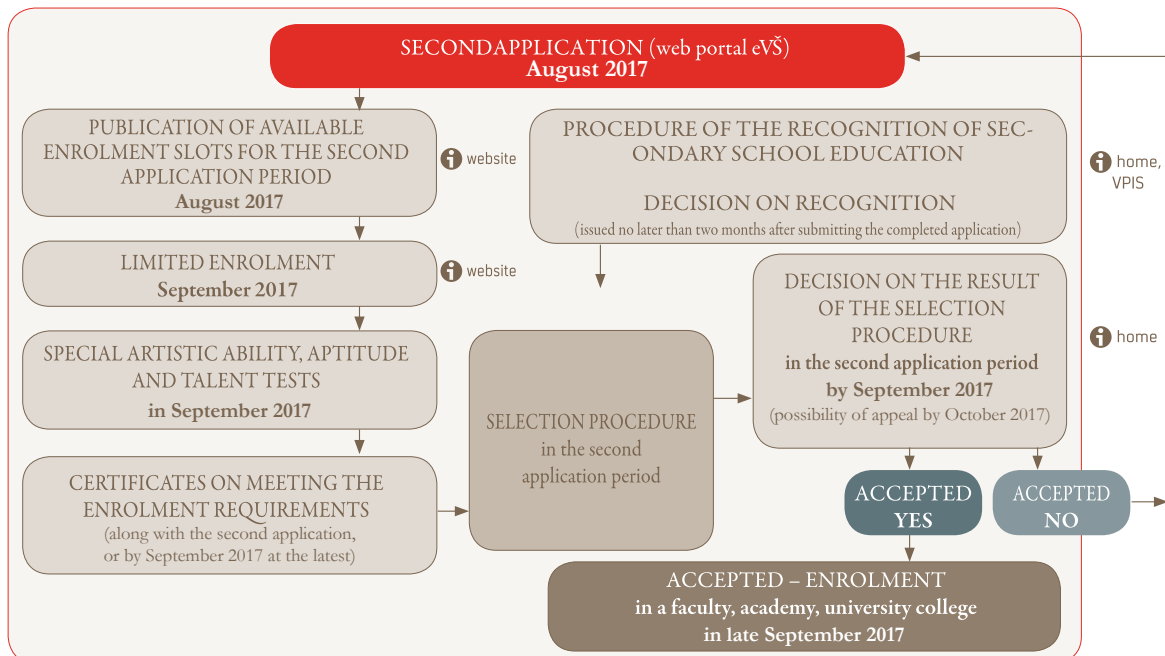 SECONDAPPLICATION (web portal eVŠ)
August 2017
PUBLICATION OF AVAILABLE
ENROLMENT SLOTS FOR THE SECOND
APPLICATION PERIOD
August 2017
website
LIMITED ENROLMENT
September 2017
website
SPECIAL ARTISTIC ABILITY, APTITUDE
AND TALENT TESTS
in September 2017
CERTIFICATES ON MEETING THE
ENROLMENT REQUIREMENTS
(along with the second application,
or by September 2017 at the latest)
PROCEDURE OF THE RECOGNITION OF SEC-
ONDARY SCHOOL EDUCATION
DECISION ON RECOGNITION
(issued no later than two months after submitting the completed application)
home,
VPIS
SELECTION PROCEDURE
in the second
application period
DECISION ON THE RESULT
OF THE SELECTION
PROCEDURE
in the second application period
by September 2017
(possibility of appeal by October 2017)
home
ACCEPTED
YES
ACCEPTED
NO
ACCEPTED – ENROLMENT
in a faculty, academy, university college
in late September 2017